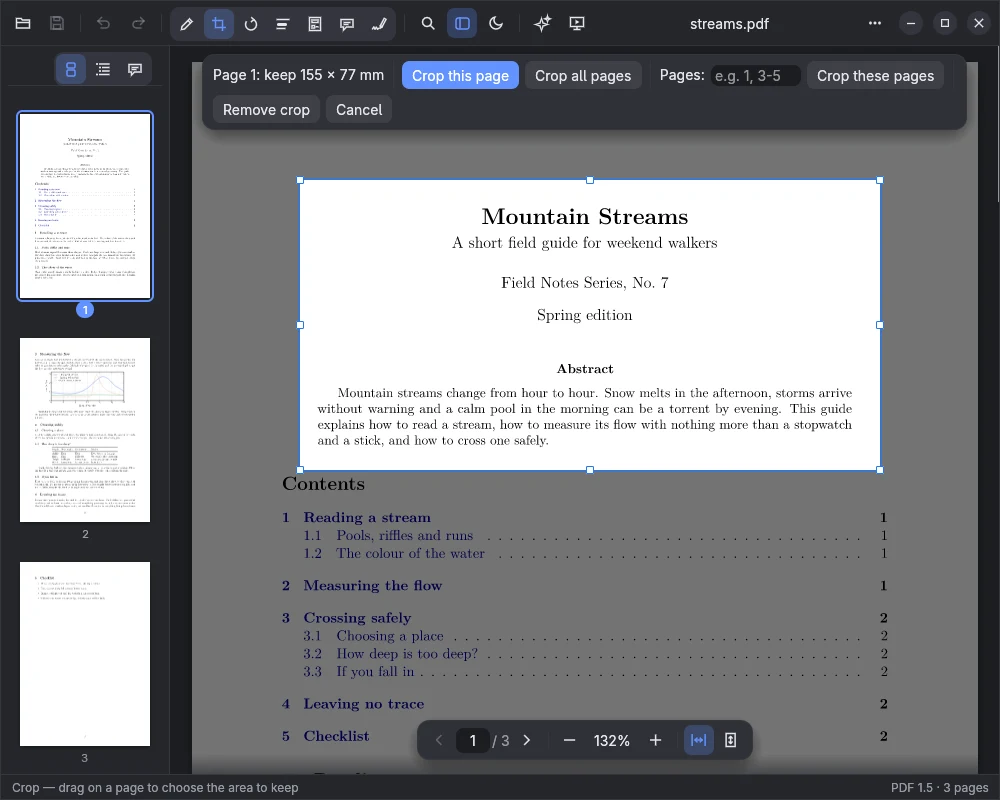 streams.pdf
Page 1: keep 155 × 77 mm
Crop this page
Crop all pages
Pages:
e.g. 1, 3-5
Crop these pages
Remove crop
Cancel
1
2
3
Mountain Streams
A short field guide for weekend walkers
Field Notes Series, No. 7
Spring edition
Abstract
Mountain streams change from hour to hour. Snow melts in the afternoon, storms arrive
without warning and a calm pool in the morning can be a torrent by evening. This guide
explains how to read a stream, how to measure its flow with nothing more than a stopwatch
and a stick, and how to cross one safely.
Contents
1 Reading a stream 1
1.1 Pools, riffles and runs . . . . . . . . . . . . . . . . . . . . . . . . . . . . . . . 1
1.2 The colour of the water . . . . . . . . . . . . . . . . . . . . . . . . . . . . . . 1
2 Measuring the flow 1
3 Crossing safely 2
3.1 Choosing a place . . . . . . . . . . . . . . . . . . . . . . . . . . . . . . . . . . 2
3.2 How deep is too deep? . . . . . . . . . . . . . . . . . . . . . . . . . . . . . . . 2
3.3 If you fall in . . . . . . . . . . . . . . . . . . . . . . . . . . . . . . . . . . . . 2
4 Leaving no trace 2
5 Checklist 2
1 / 3
132%
Crop — drag on a page to choose the area to keep
PDF 1.5 · 3 pages